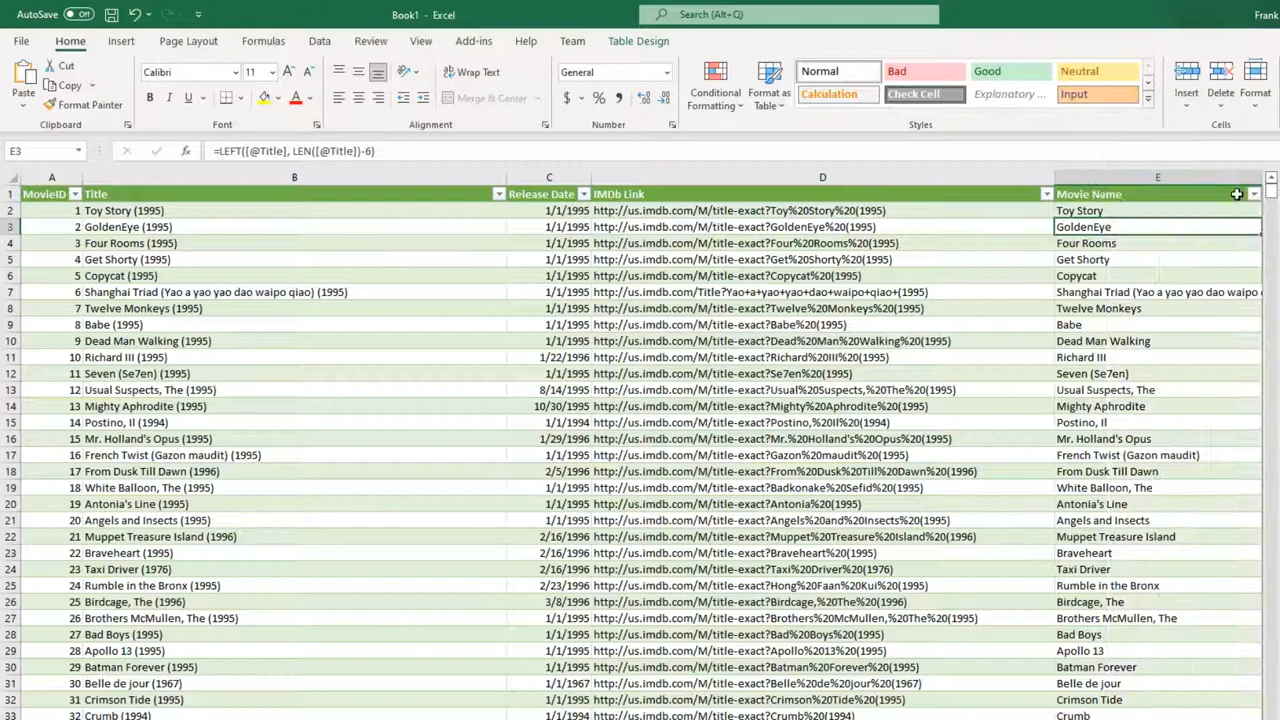 AutoSave Off Book1 - Excel Search (Alt+Q) Frank
File Home Insert Page Layout Formulas Data Review View Add-ins Help Team Table Design
Paste Cut Copy Format Painter Clipboard
Calibri 11 A A B I U A Font
ab Wrap Text Merge & Center Alignment
General $ % , Number
Conditional Formatting Format as Table Normal Bad Good Neutral Calculation Check Cell Explanatory ... Input Styles
Insert Delete Format Cells
E3 fx =LEFT([@Title], LEN([@Title])-6)
A B C D E
1 MovieID Title Release Date IMDb Link Movie Name
2 1 Toy Story (1995) 1/1/1995 http://us.imdb.com/M/title-exact?Toy%20Story%20(1995) Toy Story
3 2 GoldenEye (1995) 1/1/1995 http://us.imdb.com/M/title-exact?GoldenEye%20(1995) GoldenEye
4 3 Four Rooms (1995) 1/1/1995 http://us.imdb.com/M/title-exact?Four%20Rooms%20(1995) Four Rooms
5 4 Get Shorty (1995) 1/1/1995 http://us.imdb.com/M/title-exact?Get%20Shorty%20(1995) Get Shorty
6 5 Copycat (1995) 1/1/1995 http://us.imdb.com/M/title-exact?Copycat%20(1995) Copycat
7 6 Shanghai Triad (Yao a yao yao dao waipo qiao) (1995) 1/1/1995 http://us.imdb.com/Title?Yao+a+yao+yao+dao+waipo+qiao+(1995) Shanghai Triad (Yao a yao yao dao waipo
8 7 Twelve Monkeys (1995) 1/1/1995 http://us.imdb.com/M/title-exact?Twelve%20Monkeys%20(1995) Twelve Monkeys
9 8 Babe (1995) 1/1/1995 http://us.imdb.com/M/title-exact?Babe%20(1995) Babe
10 9 Dead Man Walking (1995) 1/1/1995 http://us.imdb.com/M/title-exact?Dead%20Man%20Walking%20(1995) Dead Man Walking
11 10 Richard III (1995) 1/22/1996 http://us.imdb.com/M/title-exact?Richard%20III%20(1995) Richard III
12 11 Seven (Se7en) (1995) 1/1/1995 http://us.imdb.com/M/title-exact?Se7en%20(1995) Seven (Se7en)
13 12 Usual Suspects, The (1995) 8/14/1995 http://us.imdb.com/M/title-exact?Usual%20Suspects,%20The%20(1995) Usual Suspects, The
14 13 Mighty Aphrodite (1995) 10/30/1995 http://us.imdb.com/M/title-exact?Mighty%20Aphrodite%20(1995) Mighty Aphrodite
15 14 Postino, Il (1994) 1/1/1994 http://us.imdb.com/M/title-exact?Postino,%20Il%20(1994) Postino, Il
16 15 Mr. Holland's Opus (1995) 1/29/1996 http://us.imdb.com/M/title-exact?Mr.%20Holland's%20Opus%20(1995) Mr. Holland's Opus
17 16 French Twist (Gazon maudit) (1995) 1/1/1995 http://us.imdb.com/M/title-exact?Gazon%20maudit%20(1995) French Twist (Gazon maudit)
18 17 From Dusk Till Dawn (1996) 2/5/1996 http://us.imdb.com/M/title-exact?From%20Dusk%20Till%20Dawn%20(1996) From Dusk Till Dawn
19 18 White Balloon, The (1995) 1/1/1995 http://us.imdb.com/M/title-exact?Badkonake%20Sefid%20(1995) White Balloon, The
20 19 Antonia's Line (1995) 1/1/1995 http://us.imdb.com/M/title-exact?Antonia%20(1995) Antonia's Line
21 20 Angels and Insects (1995) 1/1/1995 http://us.imdb.com/M/title-exact?Angels%20and%20Insects%20(1995) Angels and Insects
22 21 Muppet Treasure Island (1996) 2/16/1996 http://us.imdb.com/M/title-exact?Muppet%20Treasure%20Island%20(1996) Muppet Treasure Island
23 22 Braveheart (1995) 2/16/1996 http://us.imdb.com/M/title-exact?Braveheart%20(1995) Braveheart
24 23 Taxi Driver (1976) 2/16/1996 http://us.imdb.com/M/title-exact?Taxi%20Driver%20(1976) Taxi Driver
25 24 Rumble in the Bronx (1995) 2/23/1996 http://us.imdb.com/M/title-exact?Hong%20Faan%20Kui%20(1995) Rumble in the Bronx
26 25 Birdcage, The (1996) 3/8/1996 http://us.imdb.com/M/title-exact?Birdcage,%20The%20(1996) Birdcage, The
27 26 Brothers McMullen, The (1995) 1/1/1995 http://us.imdb.com/M/title-exact?Brothers%20McMullen,%20The%20(1995) Brothers McMullen, The
28 27 Bad Boys (1995) 1/1/1995 http://us.imdb.com/M/title-exact?Bad%20Boys%20(1995) Bad Boys
29 28 Apollo 13 (1995) 1/1/1995 http://us.imdb.com/M/title-exact?Apollo%2013%20(1995) Apollo 13
30 29 Batman Forever (1995) 1/1/1995 http://us.imdb.com/M/title-exact?Batman%20Forever%20(1995) Batman Forever
31 30 Belle de jour (1967) 1/1/1967 http://us.imdb.com/M/title-exact?Belle%20de%20jour%20(1967) Belle de jour
32 31 Crimson Tide (1995) 1/1/1995 http://us.imdb.com/M/title-exact?Crimson%20Tide%20(1995) Crimson Tide
33 32 Crumb (1994) 1/1/1994 http://us.imdb.com/M/title-exact?Crumb%20(1994) Crumb